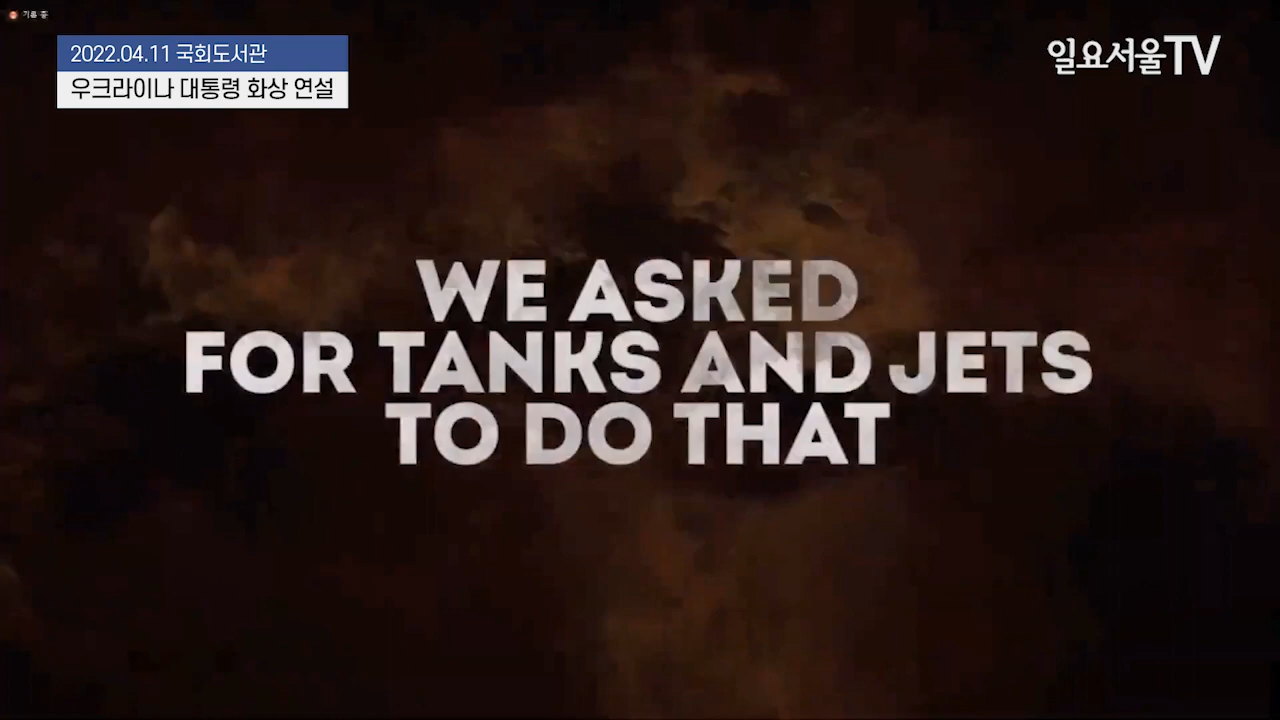 2022.04.11 국회도서관
우크라이나 대통령 화상 연설
일요서울TV
WE ASKED
FOR TANKS AND JETS
TO DO THAT